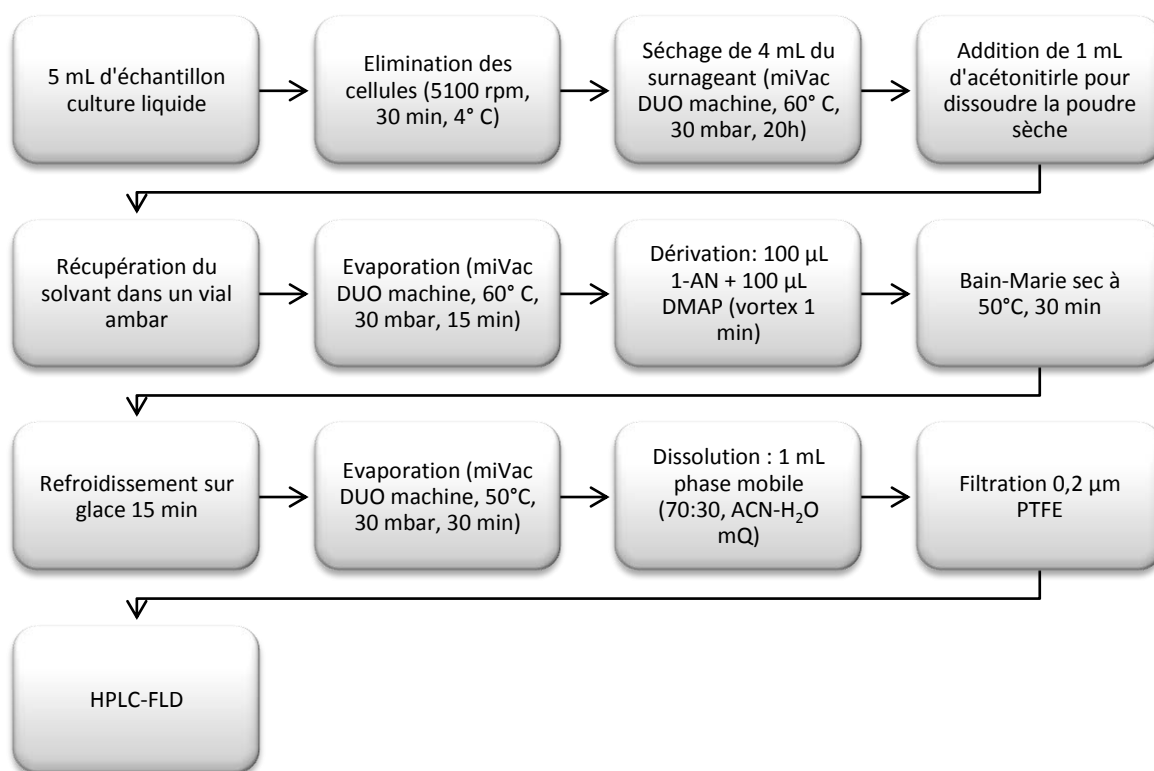 5 mL d'échantillon
culture liquide
Elimination des
cellules (5100 rpm,
30 min, 4° C)
Séchage de 4 mL du
surnageant (miVac
DUO machine, 60° C,
30 mbar, 20h)
Addition de 1 mL
d'acétonitirle pour
dissoudre la poudre
sèche
Récupération du
solvant dans un vial
ambar
Evaporation (miVac
DUO machine, 60° C,
30 mbar, 15 min)
Dérivation: 100 µL
1-AN + 100 µL
DMAP (vortex 1
min)
Bain-Marie sec à
50°C, 30 min
Refroidissement sur
glace 15 min
Evaporation (miVac
DUO machine, 50°C,
30 mbar, 30 min)
Dissolution : 1 mL
phase mobile
(70:30, ACN-H₂O
mQ)
Filtration 0,2 µm
PTFE
HPLC-FLD